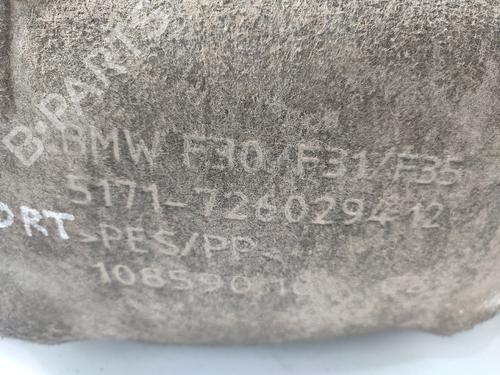 B-PARTS
BMW F30/F31/F35
5171-7260294-12
ORT
>PES/PP<
108590